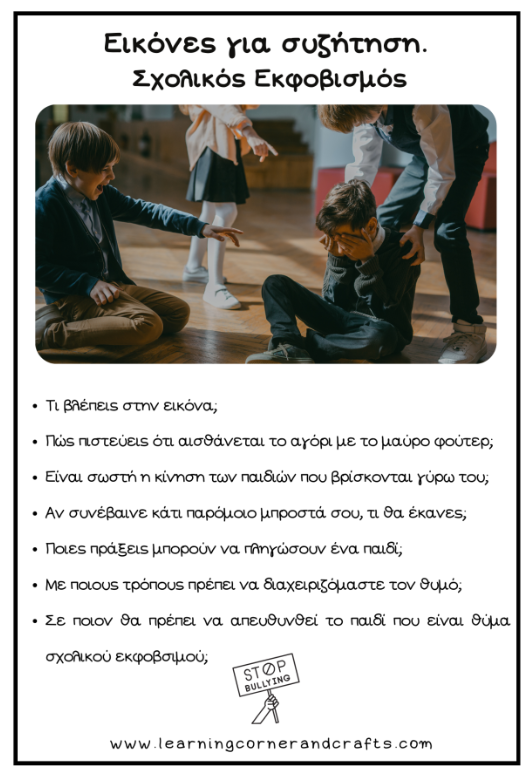 Εικόνες για συζήτηση.
Σχολικός Εκφοβισμός
• Τι βλέπεις στην εικόνα;
• Πώς πιστεύεις ότι αισθάνεται το αγόρι με το μαύρο φούτερ;
• Είναι σωστή η κίνηση των παιδιών που βρίσκονται γύρω του;
• Αν συνέβαινε κάτι παρόμοιο μπροστά σου, τι θα έκανες;
• Ποιες πράξεις μπορούν να πληγώσουν ένα παιδί;
• Με ποιους τρόπους πρέπει να διαχειριζόμαστε τον θυμό;
• Σε ποιον θα πρέπει να απευθυνθεί το παιδί που είναι θύμα
σχολικού εκφοβσιμού;
STOP
BULLYING
www.learningcornerandcrafts.com